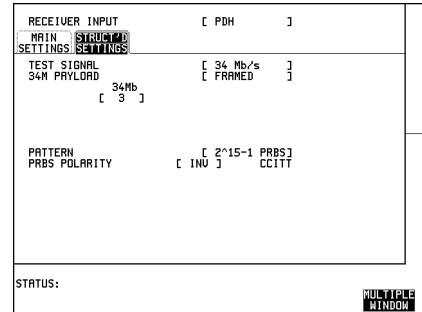 RECEIVER INPUT [ PDH ]
MAIN SETTINGS
STRUCT'D SETTINGS
TEST SIGNAL [ 34 Mb/s ]
34M PAYLOAD [ FRAMED ]
34Mb
[ 3 ]
PATTERN [ 2^15-1 PRBS]
PRBS POLARITY [ INV ] CCITT
STATUS:
MULTIPLE
WINDOW